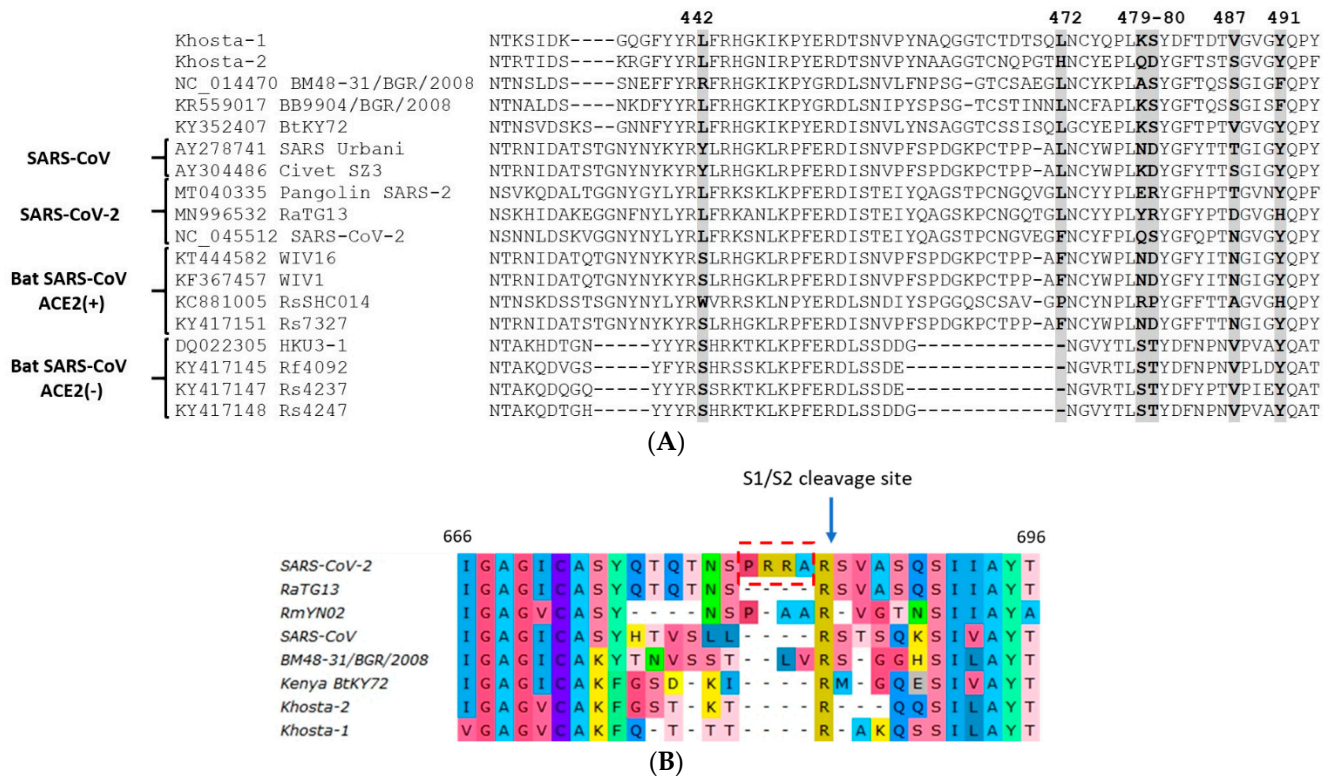 442 472 479-80 487 491
Khosta-1 NTKSIDK----GQGFYYRLFRHGKIKPYERDTSNVPYNAQGGTCTDTSQLNCYQPLKSYDFTDTVGVGYQPY
Khosta-2 NTRTIDS----KRGFYYRLFRHGNIRPYERDTSNVPYNAAGGTCNQPGTHNCYEPLQDYGFTSTSGVGYQPF
NC_014470 BM48-31/BGR/2008 NTNSLDS----SNEFFYRRFRHGKIKPYGRDLSNVLFNPSG-GTCSAEGLNCYKPLASYGFTQSSGIGFQPY
KR559017 BB9904/BGR/2008 NTNALDS----NKDFYYRLFRHGKIKPYERDLSNIPYSPSG-TCSTINNLNCFAPLKSYGFTQSSGISFQPY
KY352407 BtKY72 NTNSVDSKS--GNNFYYRLFRHGKIKPYERDLSNVLYNSAGGTCSSISQLGCYEPLKSYGFTPTVGVGYQPY
SARS-CoV
AY278741 SARS Urbani NTRNIDATSTGNYNYKYRYLRHGKLRPFERDISNVPFSPDGKPCTPP-ALNCYWPLNDYGFYTTTGIGYQPY
AY304486 Civet SZ3 NTRNIDATSTGNYNYKYRYLRHGKLRPFERDISNVPFSPDGKPCTPP-ALNCYWPLKDYGFYTTSGIGYQPY
SARS-CoV-2
MT040335 Pangolin SARS-2 NSVKQDALTGGNYGYLYRLFRKSKLKPFERDISTEIYQAGSTPCNGQVGLNCYYPLERYGFHPTTGVNYQPF
MN996532 RaTG13 NSKHIDAKEGGNFNYLYRLFRKANLKPFERDISTEIYQAGSKPCNGQTGLNCYYPLYRYGFYPTDGVGHQPY
NC_045512 SARS-CoV-2 NSNNLDSKVGGNYNYLYRLFRKSNLKPFERDISTEIYQAGSTPCNGVEGFNCYFPLQSYGFQPTNGVGYQPY
Bat SARS-CoV
ACE2(+)
KT444582 WIV16 NTRNIDATQTGNYNYKYRSLRHGKLRPFERDISNVPFSPDGKPCTPP-AFNCYWPLNDYGFYITNGIGYQPY
KF367457 WIV1 NTRNIDATQTGNYNYKYRSLRHGKLRPFERDISNVPFSPDGKPCTPP-AFNCYWPLNDYGFYITNGIGYQPY
KC881005 RsSHC014 NTNSKDSSTSGNYNYLYRWVRRSKLNPYERDLSNDIYSPGGQSCSAV-GPNCYNPLRPYGFFTTAGVGHQPY
KY417151 Rs7327 NTRNIDATSTGNYNYKYRSLRHGKLRPFERDISNVPFSPDGKPCTPP-AFNCYWPLNDYGFFTTNGIGYQPY
Bat SARS-CoV
ACE2(-)
DQ022305 HKU3-1 NTAKHDTGN-----YYYRSHRKTKLKPFERDLSSDDG-------------NGVYTLSTYDFNPNVPVAYQAT
KY417145 Rf4092 NTAKQDVGS-----YFYRSHRSSKLKPFERDLSSDE--------------NGVRTLSTYDFNPNVPLDYQAT
KY417147 Rs4237 NTAKQDQGQ-----YYYRSSRKTKLKPFERDLSSDE--------------NGVRTLSTYDFYPTVPIEYQAT
KY417148 Rs4247 NTAKQDTGH-----YYYRSHRKTKLKPFERDLSSDDG-------------NGVYTLSTYDFNPNVPVAYQAT
(A)
S1/S2 cleavage site
666 696
SARS-CoV-2 IGAGICASYQTQTNSPRRARSVASQSIIAYT
RaTG13 IGAGICASYQTQTNS----RSVASQSIIAYT
RmYN02 IGAGVCASY----NSP-AAR-VGTNSIIAYA
SARS-CoV IGAGICASYHTVSLL----RSTSQKSIVAYT
BM48-31/BGR/2008 IGAGICAKYTNVSST--LVRS-GGHSILAYT
Kenya BtKY72 IGAGICAKFGSD-KI----RM-GQESIVAYT
Khosta-2 IGAGVCAKFGST-KT----R---QQSILAYT
Khosta-1 VGAGVCAKFQ-T-TT----R-AKQSSILAYT
(B)